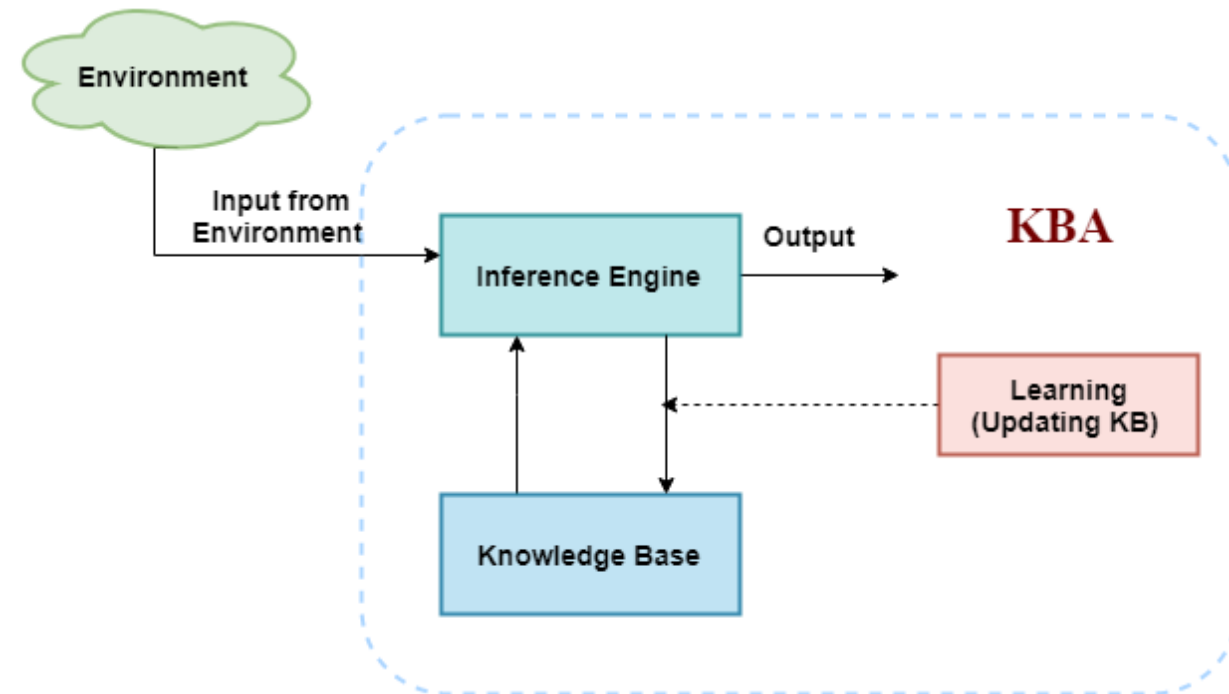 Environment
Input from
Environment
Output
KBA
Inference Engine
Learning
(Updating KB)
Knowledge Base